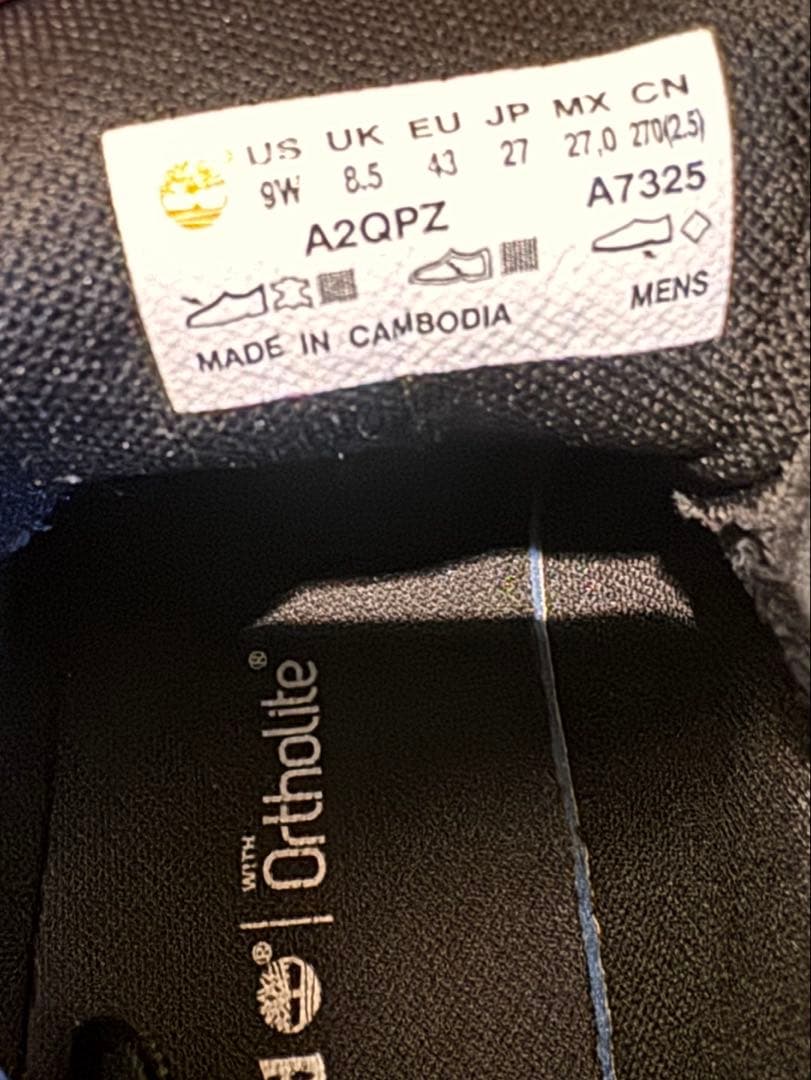 US UK EU JP MX CN
9W 8.5 43 27 27,0 270(2.5)
A2QPZ A7325
MADE IN CAMBODIA MENS
WITH Ortholite®
®